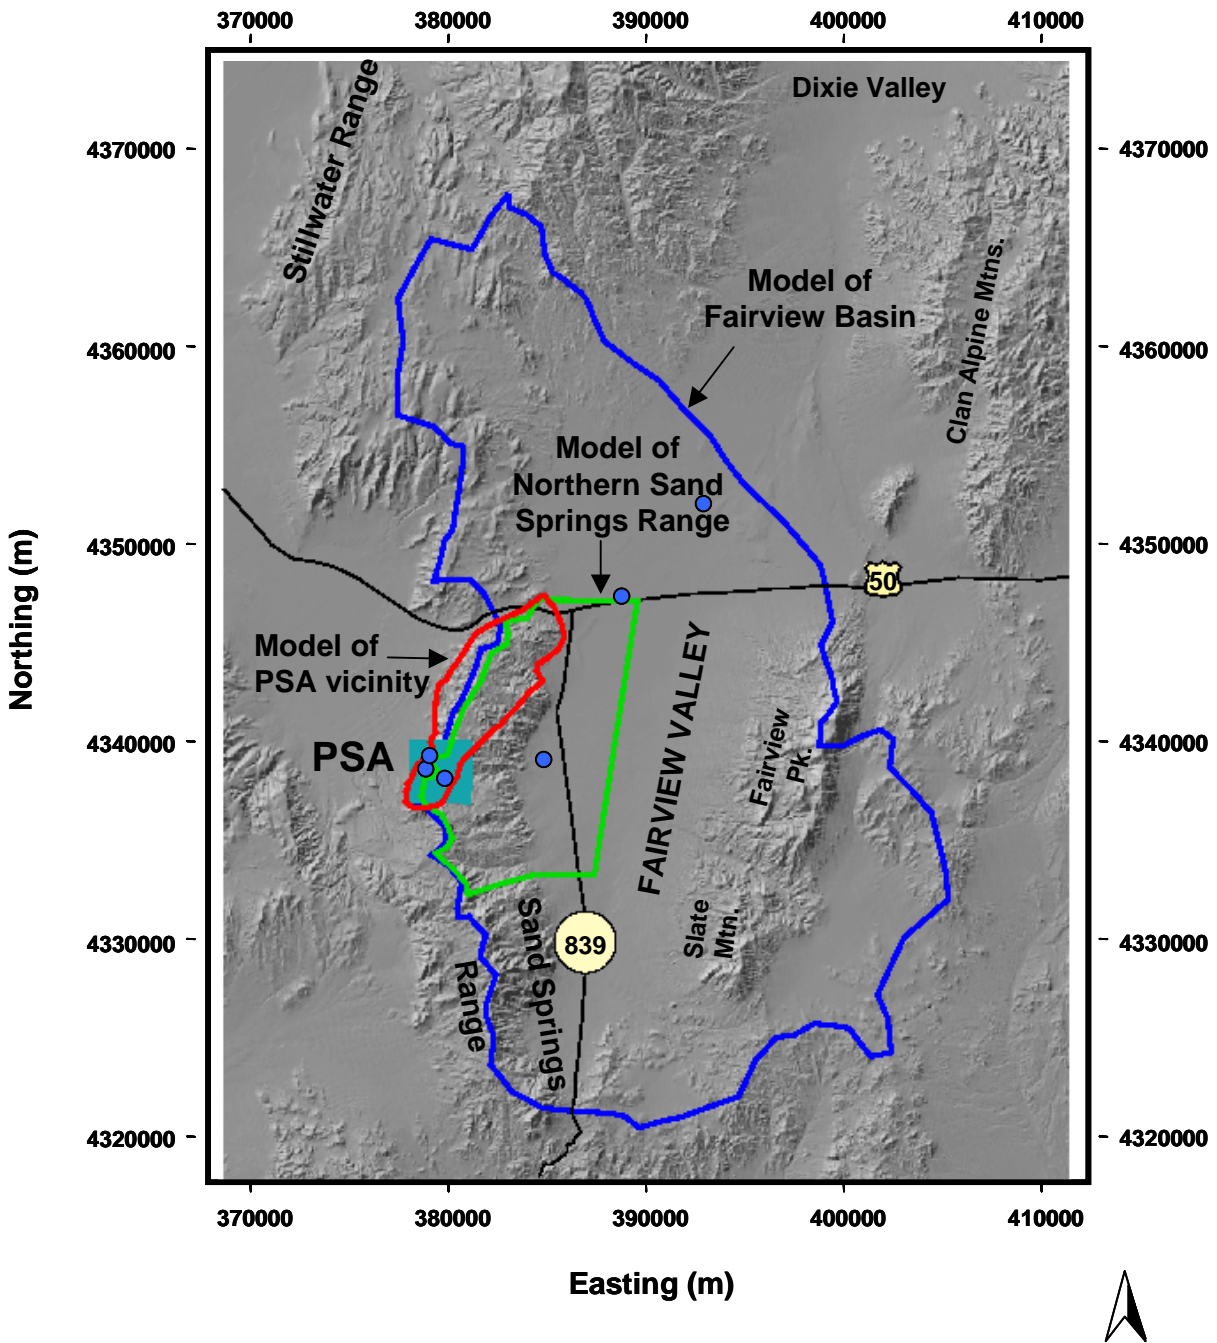 370000 380000 390000 400000 410000
Dixie Valley
Stillwater Range
4370000 4370000
Clan Alpine Mtns.
Model of
Fairview Basin
4360000 4360000
Model of
Northern Sand
Springs Range
4350000 4350000
50
Northing (m)
Model of
PSA vicinity
FAIRVIEW VALLEY
4340000 4340000
PSA
Fairview
Pk.
Slate
Mtn.
Sand Springs
Range
839
4330000 4330000
4320000 4320000
370000 380000 390000 400000 410000
Easting (m)